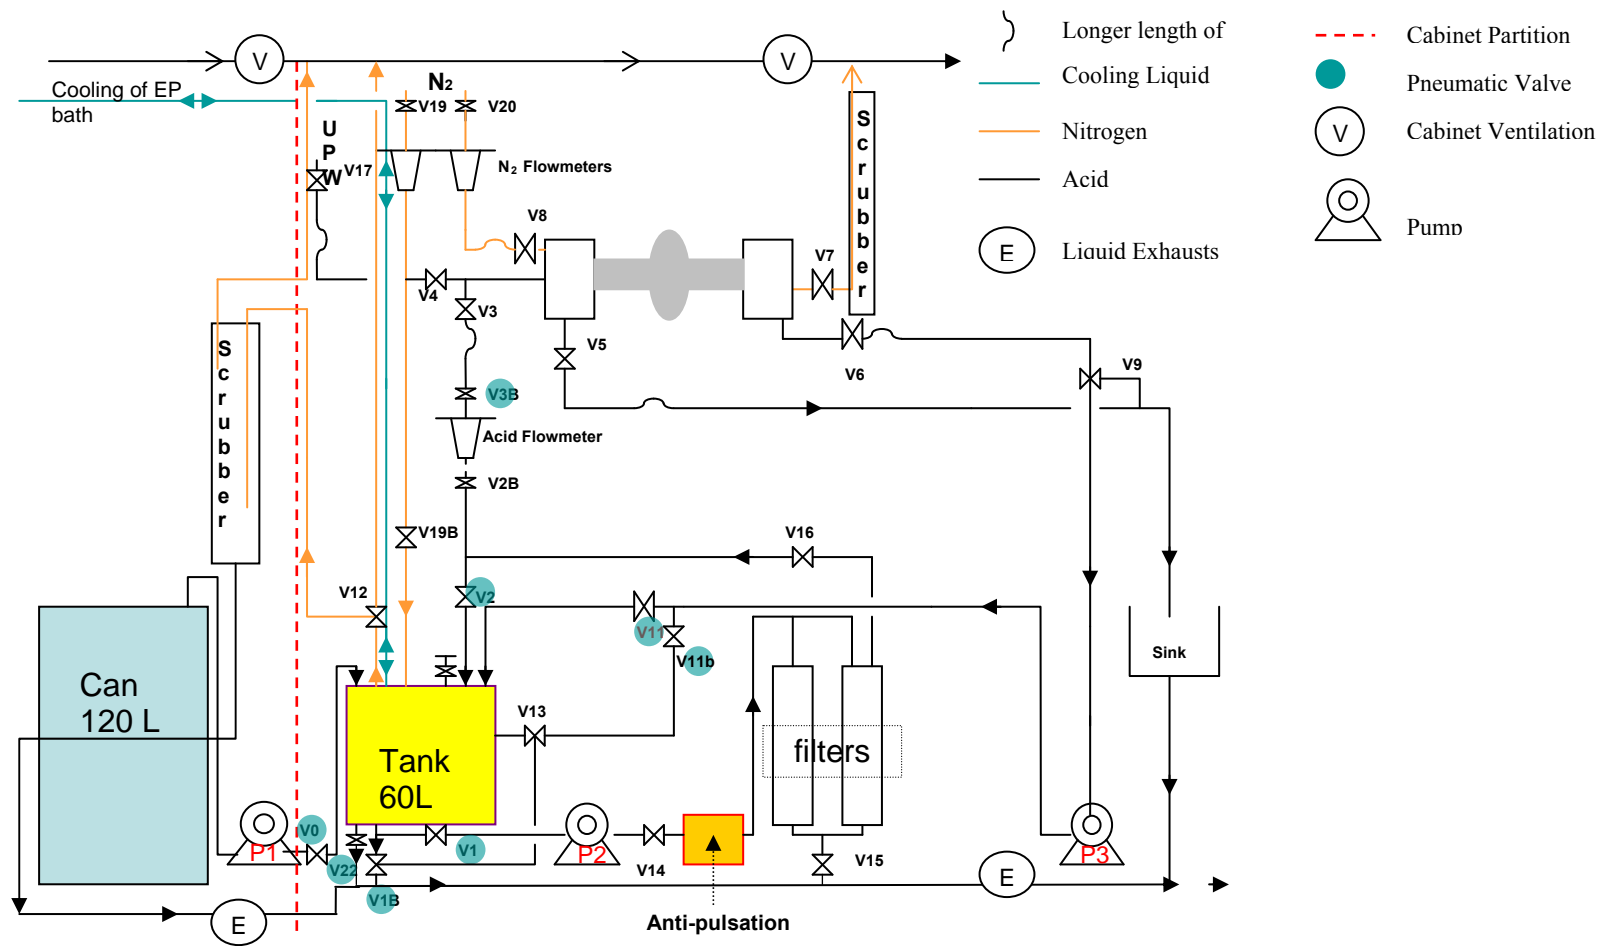 Longer length of
Cabinet Partition
V
V
N2
Cooling Liquid
Pneumatic Valve
Cooling of EP
bath
V19
V20
Scrubber
UPW
Nitrogen
Cabinet Ventilation
V
V17
N2 Flowmeters
Acid
V8
Pump
E
Liquid Exhausts
V7
V4
V3
V5
V6
V9
Scrubber
V3B
Acid Flowmeter
V2B
V19B
V16
V12
V2
V11
V11b
Sink
Can
120 L
V13
Tank
60L
filters
V0
P1
V22
V1
P2
V14
V15
P3
E
V1B
E
Anti-pulsation